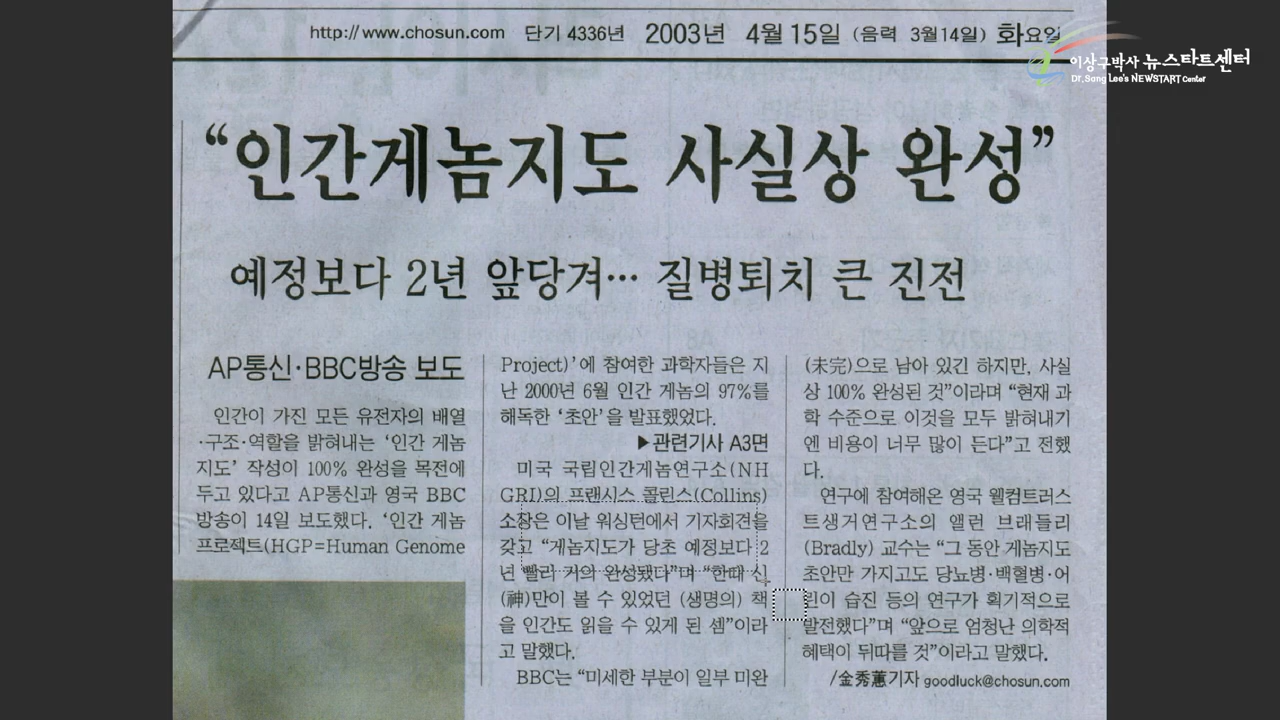 http://www.chosun.com 단기 4336년 2003년 4월 15일 (음력 3월14일) 화요일
이상구박사 뉴스타트센터
Dr. Sang Lee's NEWSTART Center
“인간게놈지도 사실상 완성”
예정보다 2년 앞당겨… 질병퇴치 큰 진전
AP통신·BBC방송 보도
인간이 가진 모든 유전자의 배열
·구조·역할을 밝혀내는 ‘인간 게놈
지도’ 작성이 100% 완성을 목전에
두고 있다고 AP통신과 영국 BBC
방송이 14일 보도했다. ‘인간 게놈
프로젝트(HGP=Human Genome
Project)’에 참여한 과학자들은 지
난 2000년 6월 인간 게놈의 97%를
해독한 ‘초안’을 발표했었다.
▶관련기사 A3면
미국 국립인간게놈연구소(NH
GRI)의 프랜시스 콜린스(Collins)
소장은 이날 워싱턴에서 기자회견을
갖고 “게놈지도가 당초 예정보다 2
년 빨리 거의 완성됐다”며 “한때 신
(神)만이 볼 수 있었던 (생명의) 책
을 인간도 읽을 수 있게 된 셈”이라
고 말했다.
BBC는 “미세한 부분이 일부 미완
(未完)으로 남아 있긴 하지만, 사실
상 100% 완성된 것”이라며 “현재 과
학 수준으로 이것을 모두 밝혀내기
엔 비용이 너무 많이 든다”고 전했
다.
연구에 참여해온 영국 웰컴트러스
트생거연구소의 앨런 브래들리
(Bradly) 교수는 “그 동안 게놈지도
초안만 가지고도 당뇨병·백혈병·어
린이 습진 등의 연구가 획기적으로
발전했다”며 “앞으로 엄청난 의학적
혜택이 뒤따를 것”이라고 말했다.
/金秀蕙기자 goodluck@chosun.com